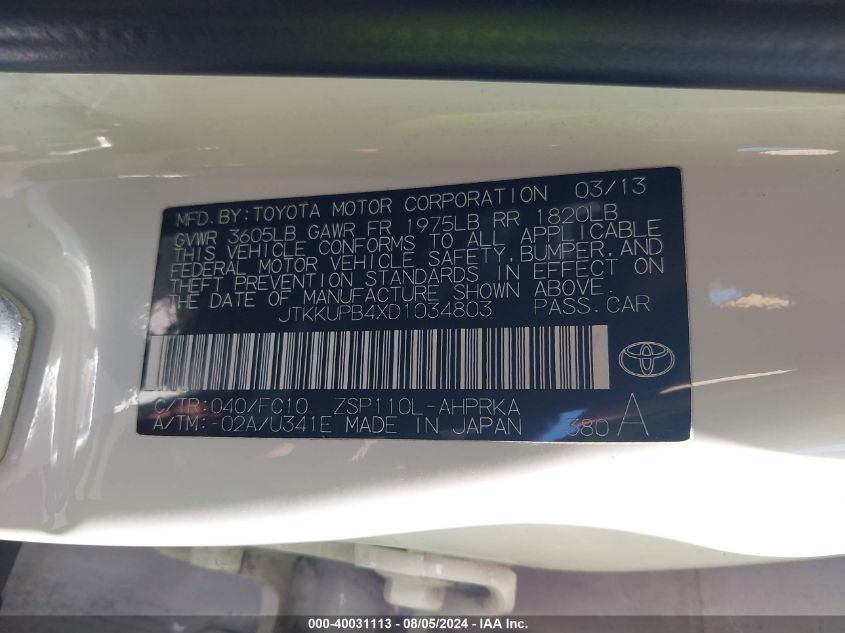 MFD. BY: TOYOTA MOTOR CORPORATION 03/13
GVWR 3605LB GAWR FR 1975LB RR 1820LB
THIS VEHICLE CONFORMS TO ALL APPLICABLE
FEDERAL MOTOR VEHICLE SAFETY, BUMPER, AND
THEFT PREVENTION STANDARDS IN EFFECT ON
THE DATE OF MANUFACTURE SHOWN ABOVE.
JTKKUPB4XD1034803 PASS.CAR
C/TR:040/FC10 ZSP110L-AHPRKA
A/TM:-02A/U341E MADE IN JAPAN 380 A
000-40031113 - 08/05/2024 - IAA Inc.